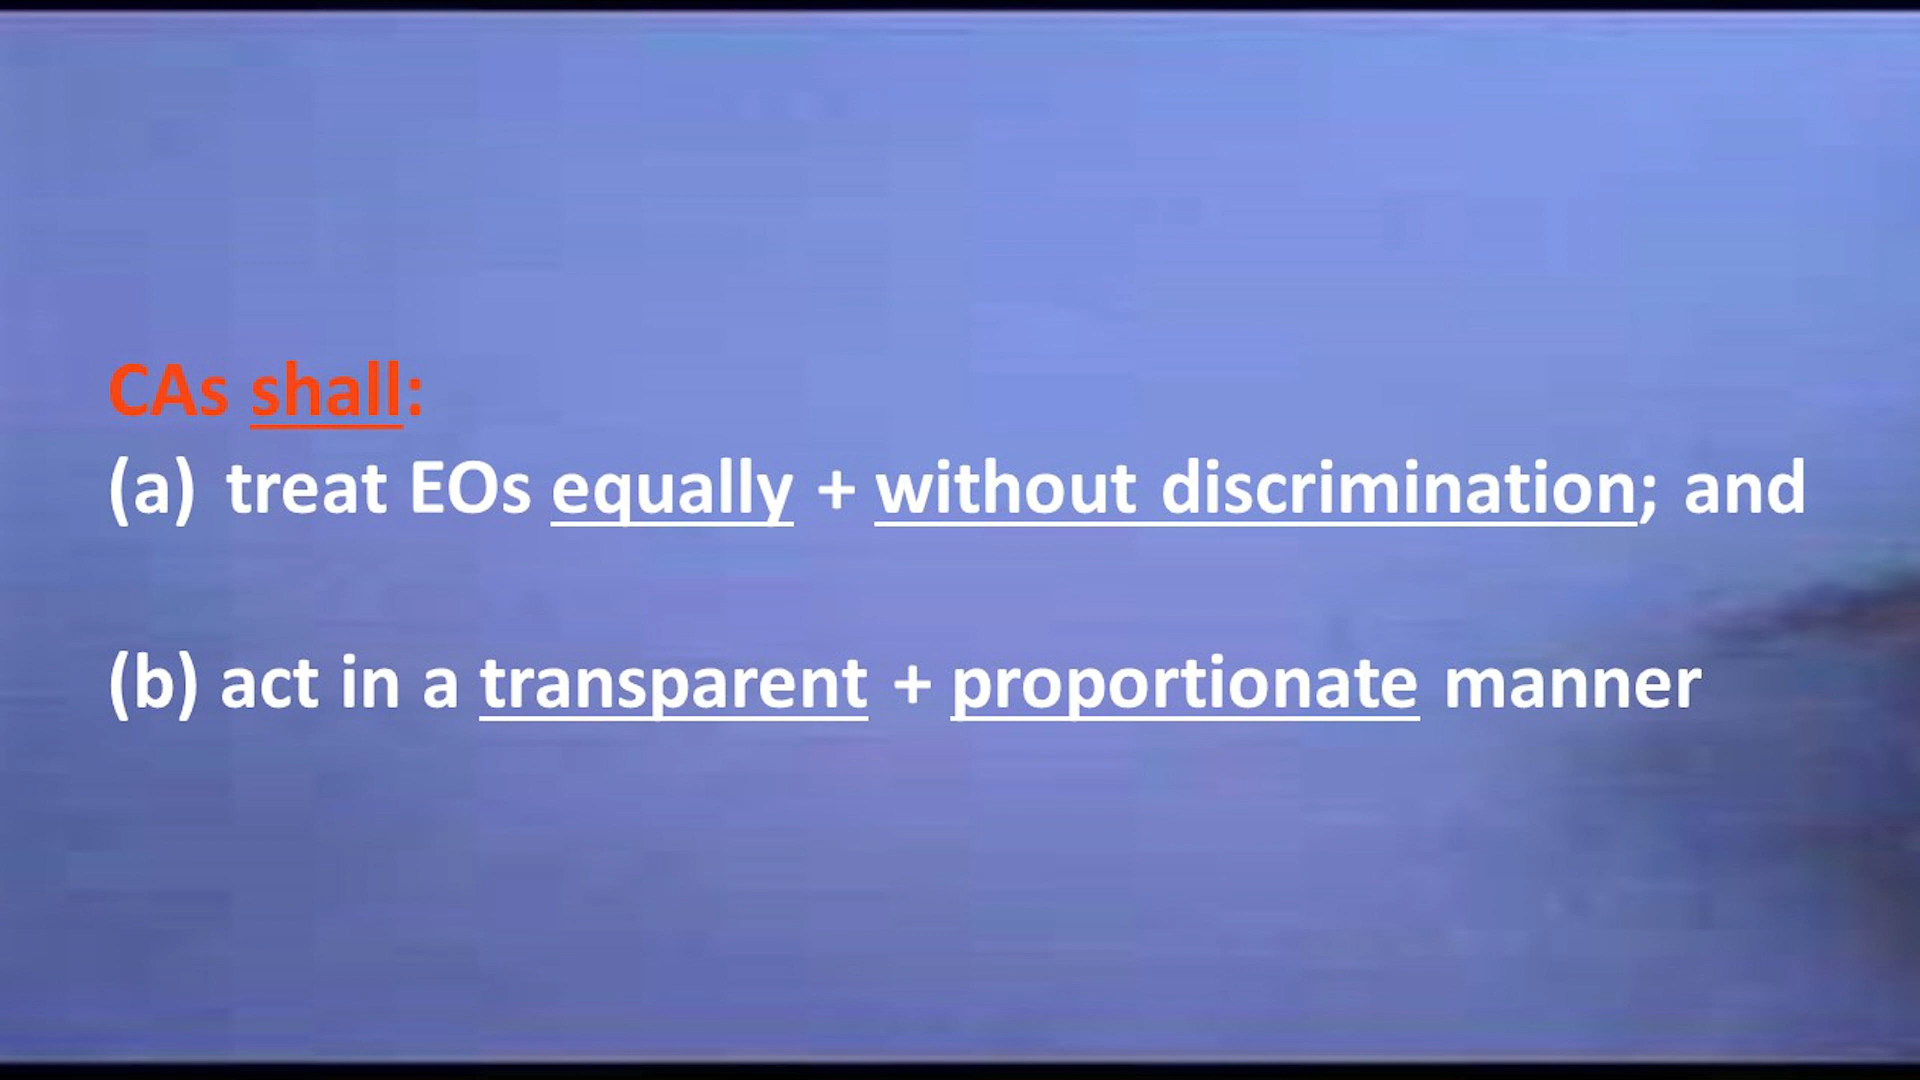 CAs shall:
(a) treat EOs equally + without discrimination; and
(b) act in a transparent + proportionate manner